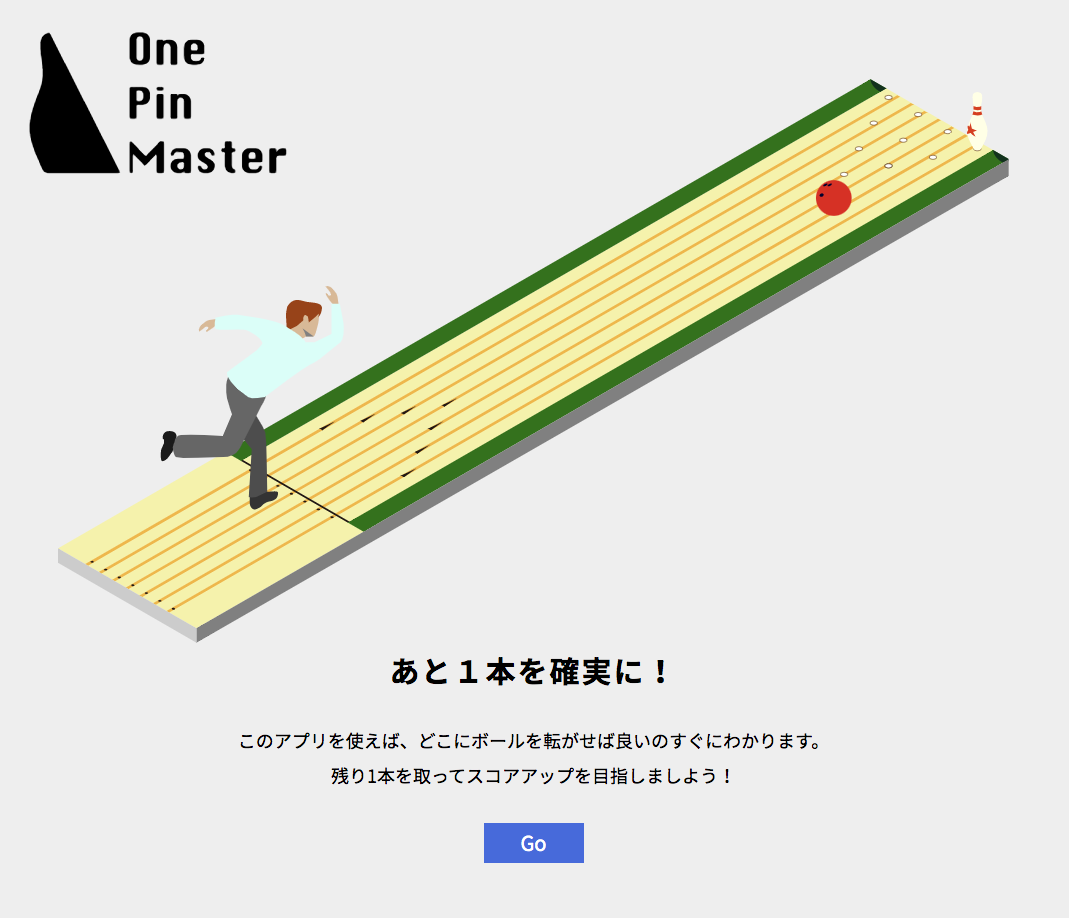 One
Pin
Master
あと１本を確実に！
このアプリを使えば、どこにボールを転がせば良いのすぐにわかります。
残り1本を取ってスコアアップを目指しましよう！
Go